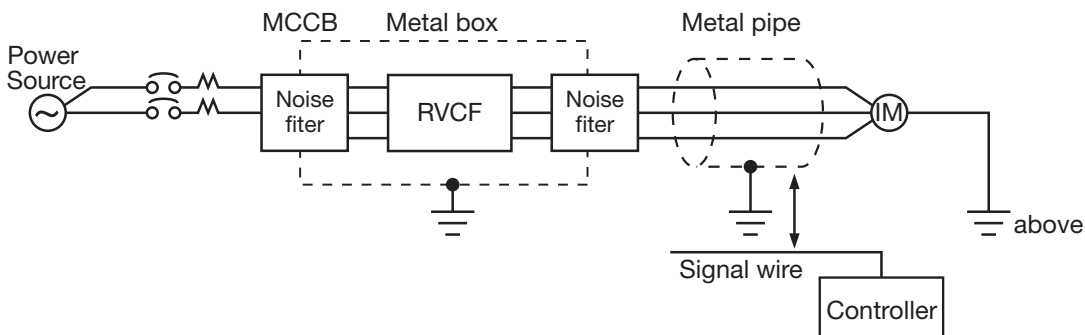 MCCB
Metal box
Metal pipe
Power
Source
Noise
fiter
RVCF
Noise
fiter
IM
above
Signal wire
Controller